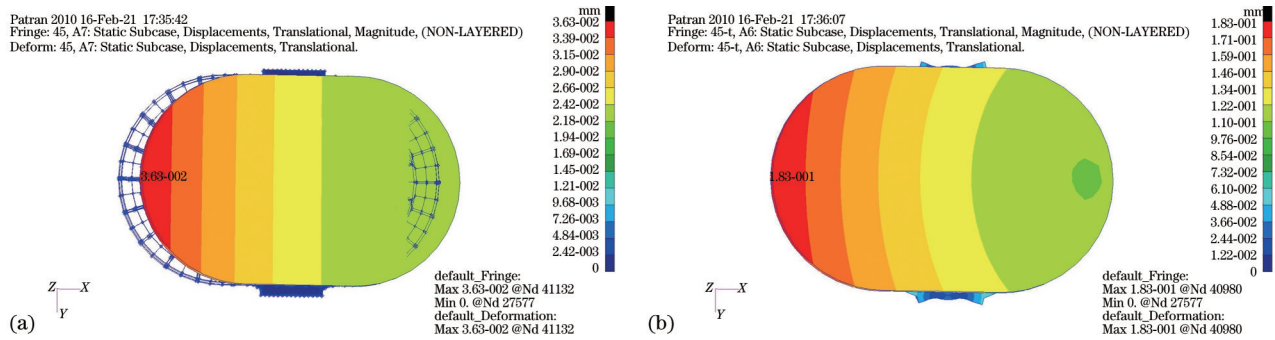 Patran 2010 16-Feb-21 17:35:42
Fringe: 45, A7: Static Subcase, Displacements, Translational, Magnitude, (NON-LAYERED)
Deform: 45, A7: Static Subcase, Displacements, Translational.
mm
3.63-002
3.39-002
3.15-002
2.90-002
2.66-002
2.42-002
2.18-002
1.94-002
1.69-002
1.45-002
1.21-002
9.68-003
7.26-003
4.84-003
2.42-003
0
3.63-002
default_Fringe:
Max 3.63-002 @Nd 41132
Min 0. @Nd 27577
default_Deformation:
Max 3.63-002 @Nd 41132
Z X
Y
(a)
Patran 2010 16-Feb-21 17:36:07
Fringe: 45-t, A6: Static Subcase, Displacements, Translational, Magnitude, (NON-LAYERED)
Deform: 45-t, A6: Static Subcase, Displacements, Translational.
mm
1.83-001
1.71-001
1.59-001
1.46-001
1.34-001
1.22-001
1.10-001
9.76-002
8.54-002
7.32-002
6.10-002
4.88-002
3.66-002
2.44-002
1.22-002
0
1.83-001
default_Fringe:
Max 1.83-001 @Nd 40980
Min 0. @Nd 27577
default_Deformation:
Max 1.83-001 @Nd 40980
Z X
Y
(b)